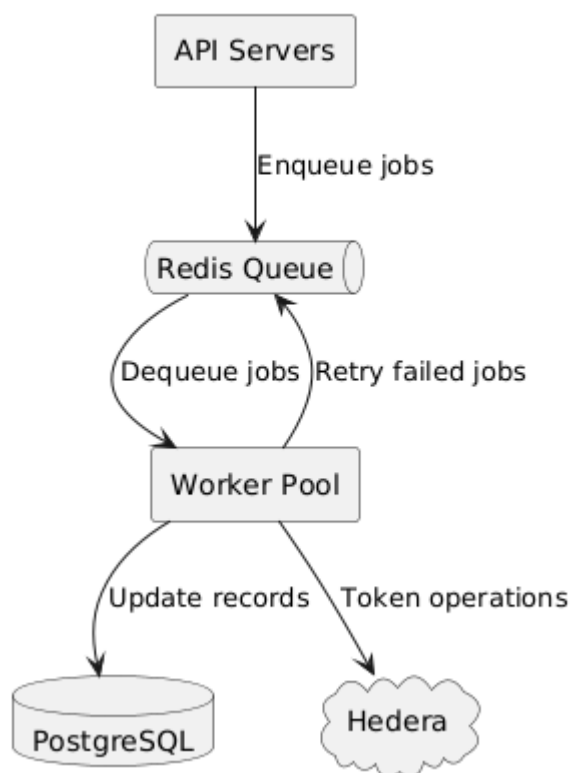 API Servers
Enqueue jobs
Redis Queue
Dequeue jobs
Retry failed jobs
Worker Pool
Update records
Token operations
PostgreSQL
Hedera